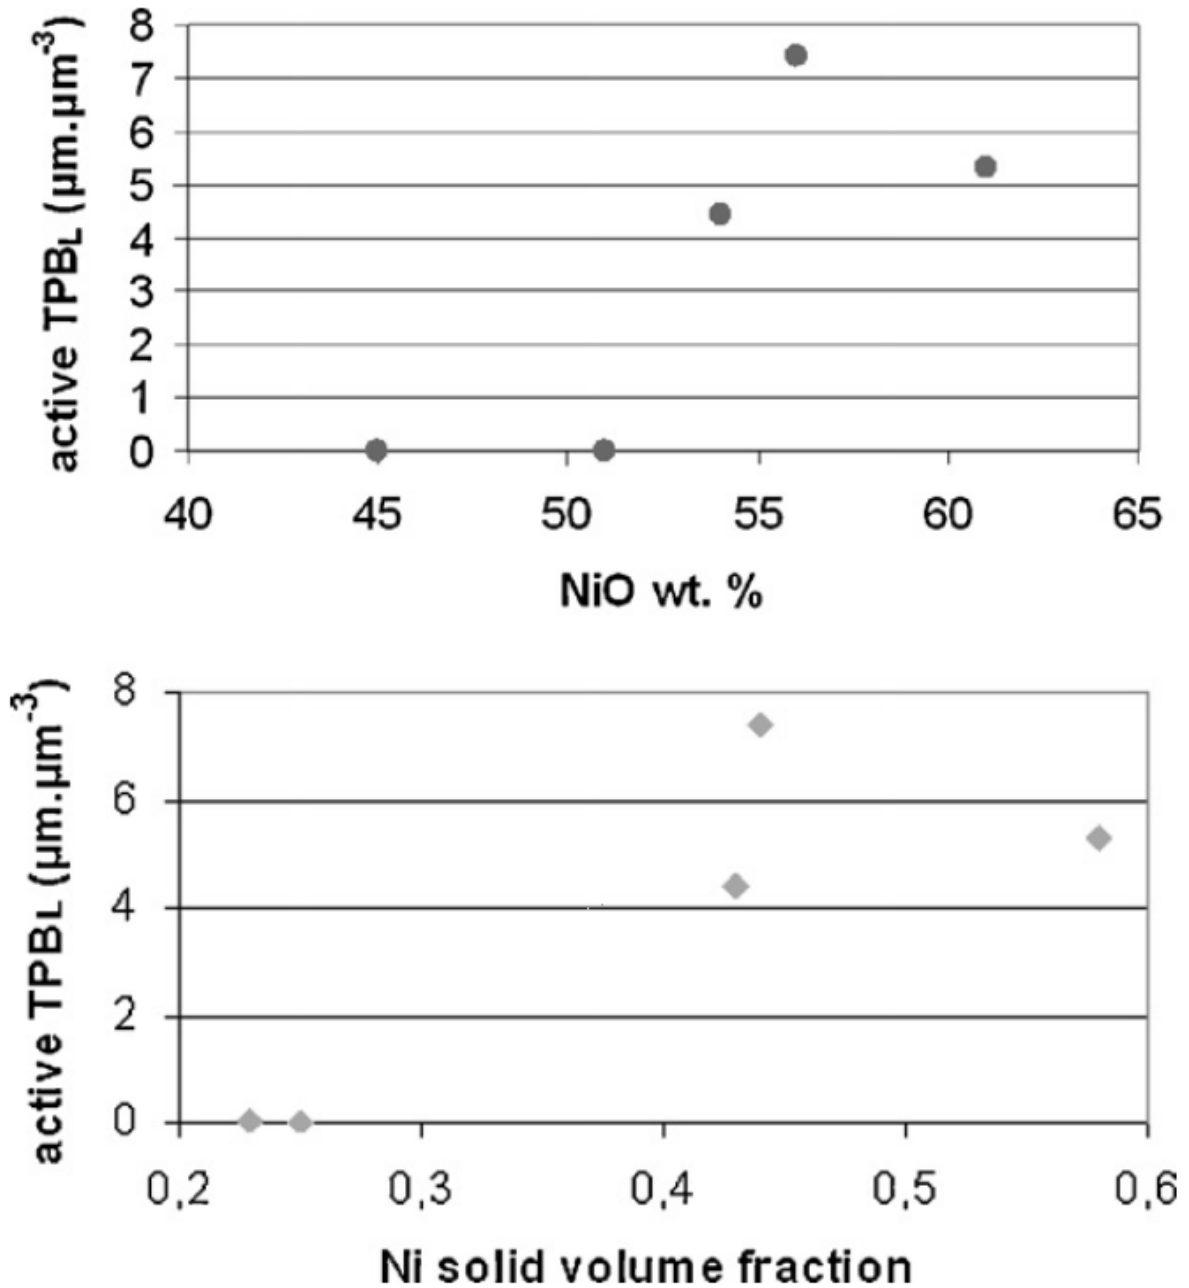 active TPBL (µm.µm-3)
8
7
6
5
4
3
2
1
0
40 45 50 55 60 65
NiO wt. %
active TPBL (µm.µm-3)
8
6
4
2
0
0,2 0,3 0,4 0,5 0,6
Ni solid volume fraction